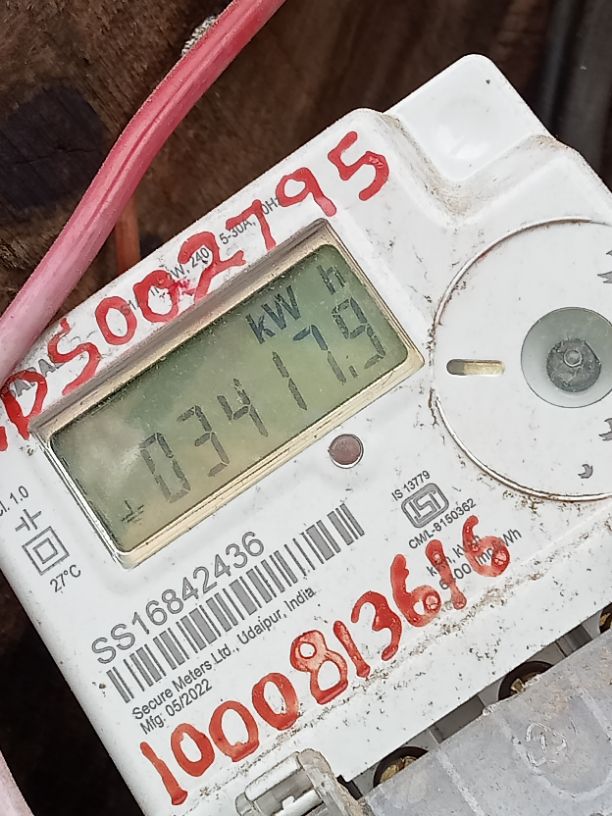 DS002795
kWh
03417.9
Cl. 1.0
27°C
IS 13779
CML-8150362
SS16842436
Secure Meters Ltd., Udaipur, India.
Mfg. 05/2022
1000813616